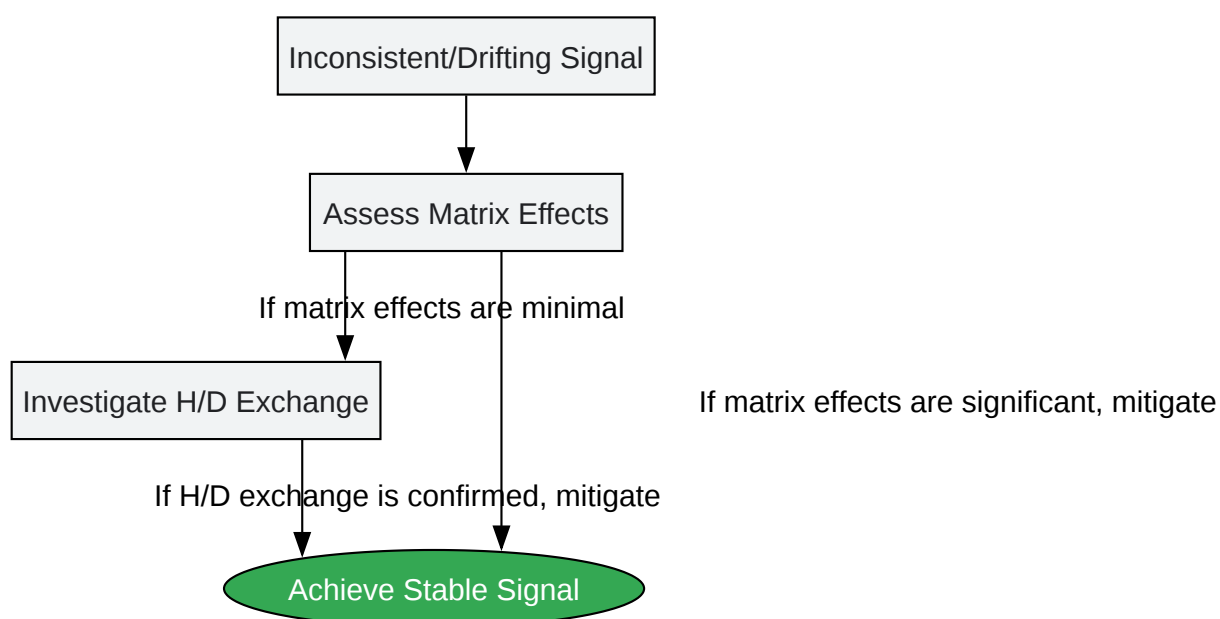 Inconsistent/Drifting Signal
Assess Matrix Effects
If matrix effects are minimal
Investigate H/D Exchange
If matrix effects are significant, mitigate
If H/D exchange is confirmed, mitigate
Achieve Stable Signal